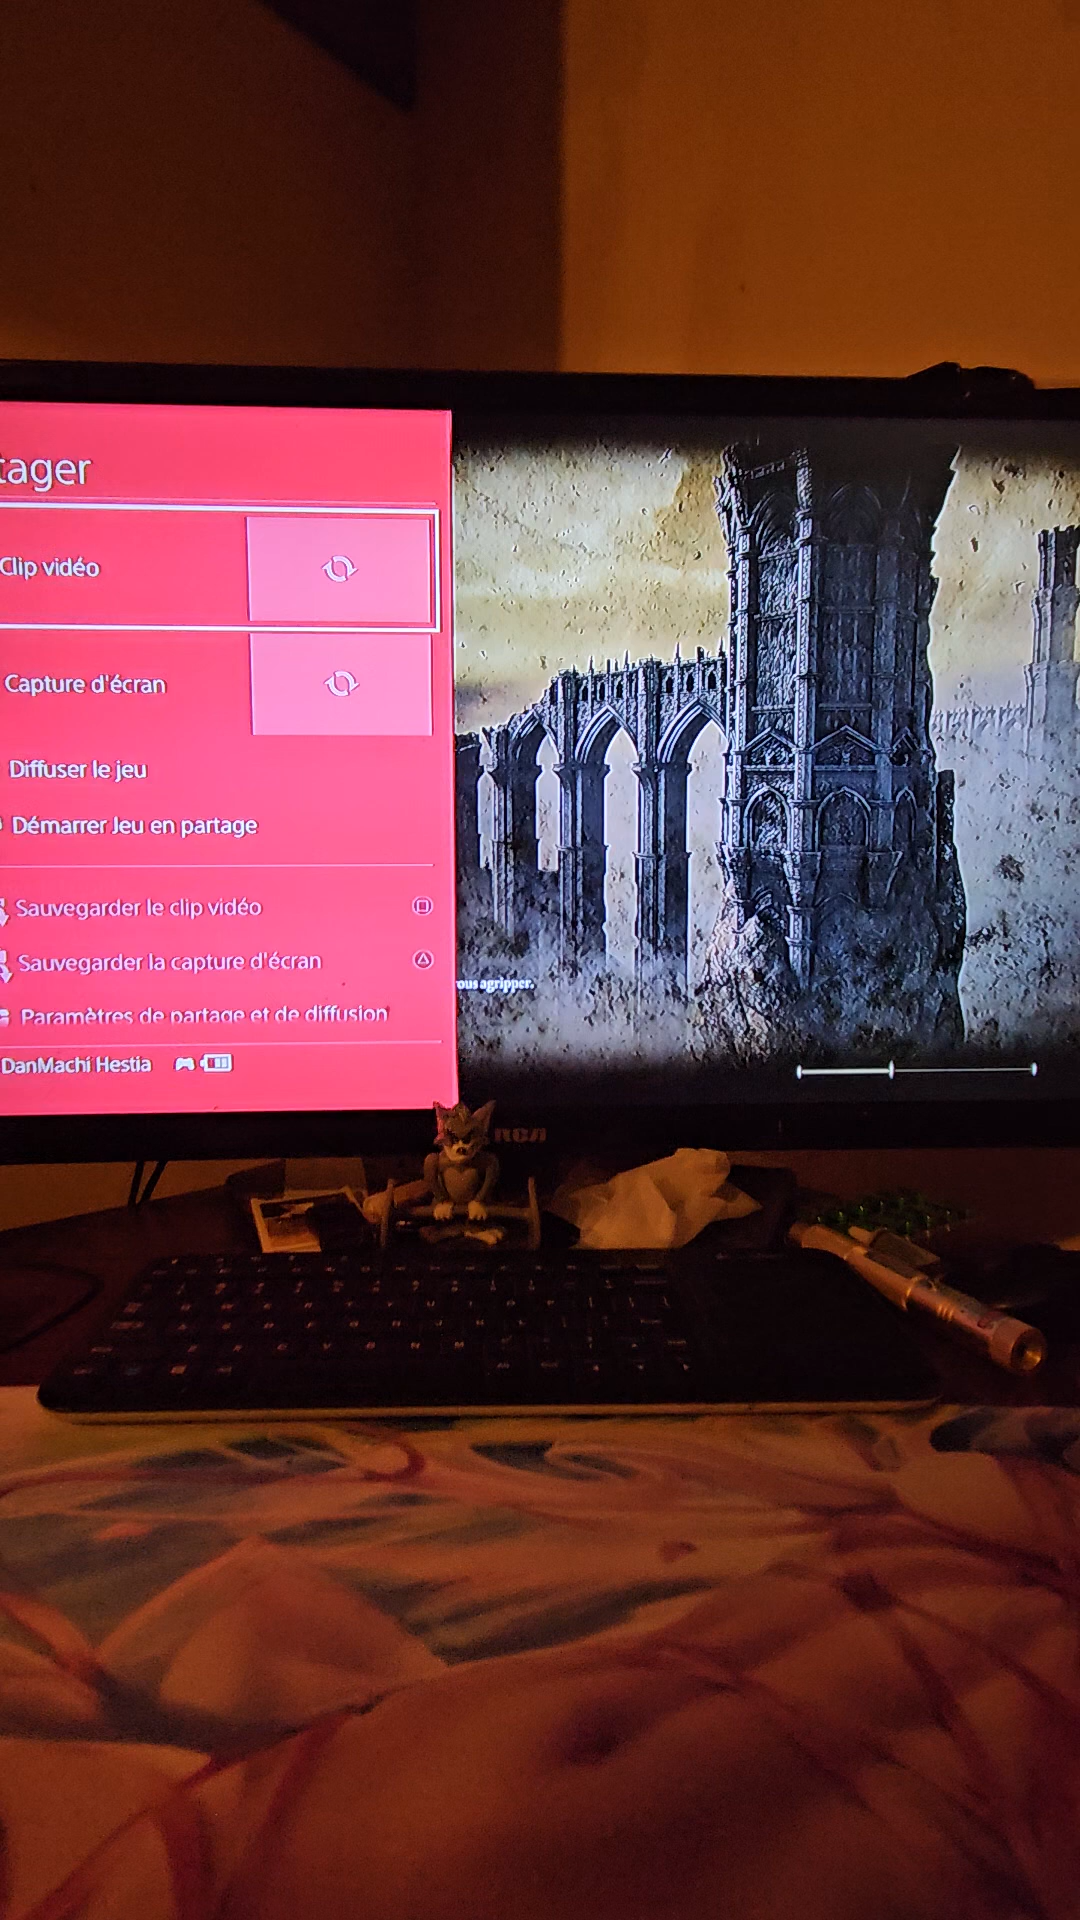 tager
Clip vidéo
Capture d'écran
Diffuser le jeu
Démarrer Jeu en partage
Sauvegarder le clip vidéo
Sauvegarder la capture d'écran
Paramètres de partage et de diffusion
DanMachi Hestia
ous agripper.
RCA